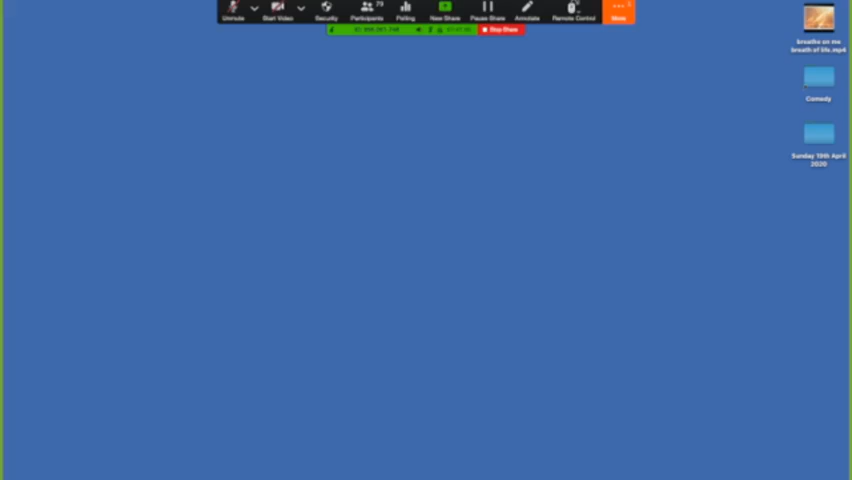 Unmute
Start Video
Security
Participants
79
Polling
New Share
Pause Share
Annotate
Remote Control
More
Stop Share
breathe on me
breath of life.mp4
Comedy
Sunday 19th April
2020